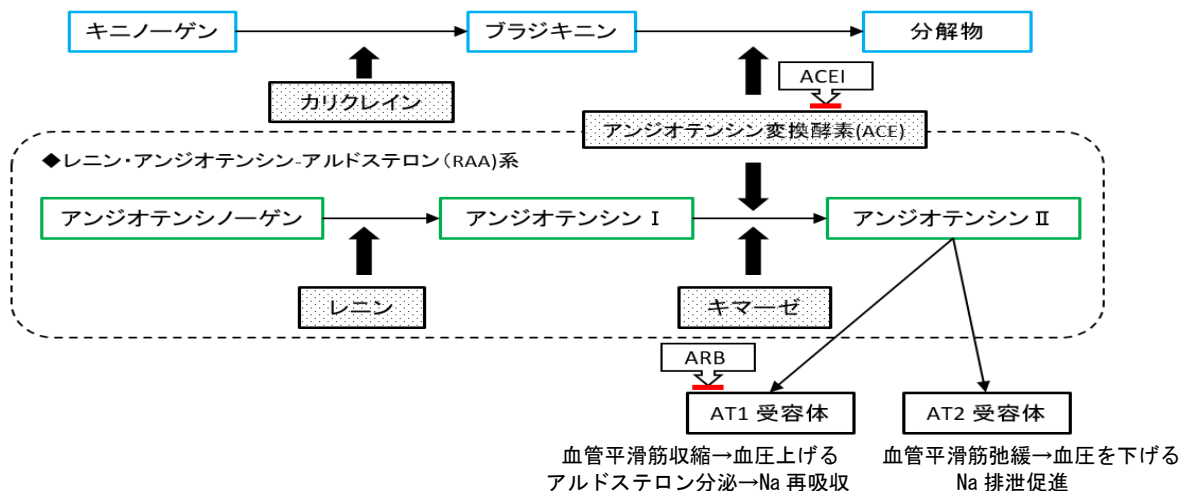 キニノーゲン
ブラジキニン
分解物
ACEI
カリクレイン
アンジオテンシン変換酵素(ACE)
◆レニン・アンジオテンシン-アルドステロン(RAA)系
アンジオテンシノーゲン
アンジオテンシンⅠ
アンジオテンシンⅡ
レニン
キマーゼ
ARB
AT1 受容体
AT2 受容体
血管平滑筋収縮→血圧上げる
アルドステロン分泌→Na 再吸収
血管平滑筋弛緩→血圧を下げる
Na 排泄促進